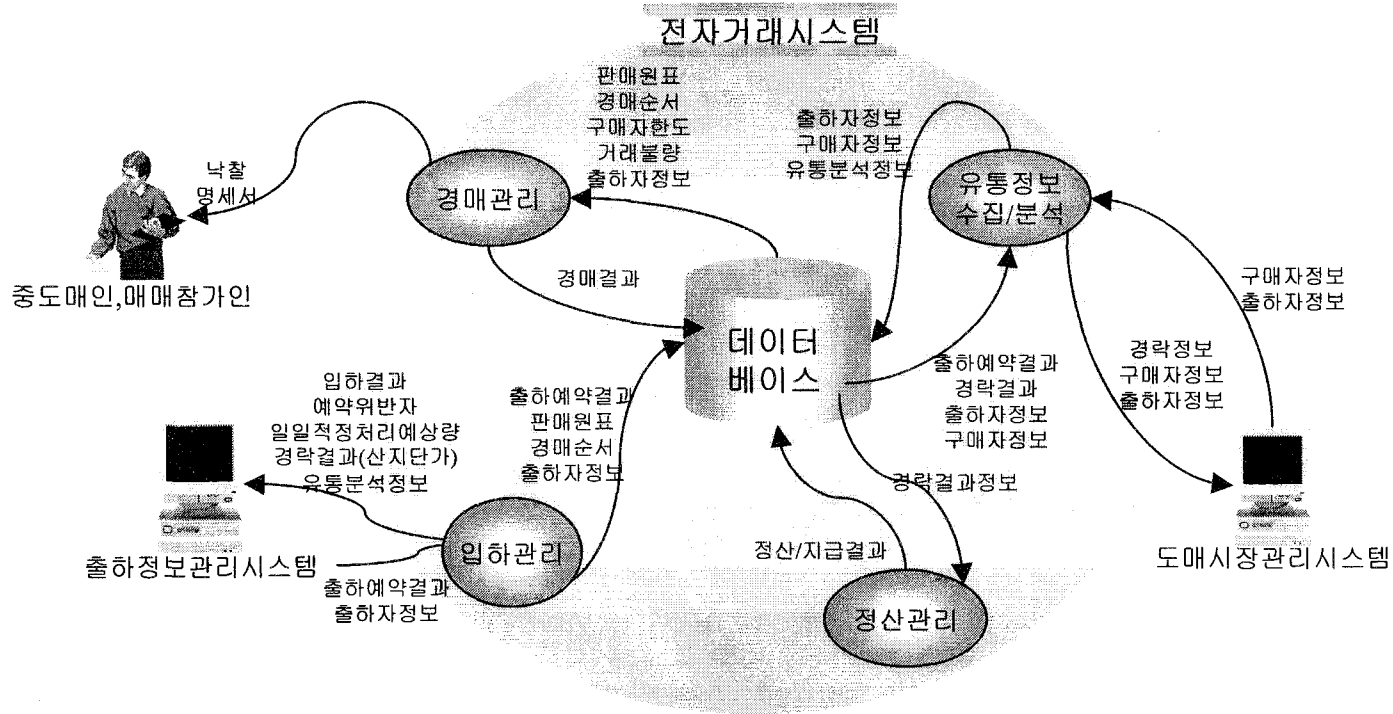 전자거래시스템
판매원표
경매순서
구매자한도
거래불량
출하자정보
출하자정보
구매자정보
유통분석정보
낙찰
명세서
경매관리
유통정보
수집/분석
중도매인,매매참가인
경매결과
구매자정보
출하자정보
데이터
베이스
경락정보
구매자정보
출하자정보
출하예약결과
경락결과
출하자정보
구매자정보
입하결과
예약위반자
일일적정처리예상량
경락결과(산지단가)
유통분석정보
출하예약결과
판매원표
경매순서
출하자정보
경락결과정보
출하정보관리시스템
입하관리
정산/지급결과
도매시장관리시스템
출하예약결과
출하자정보
정산관리